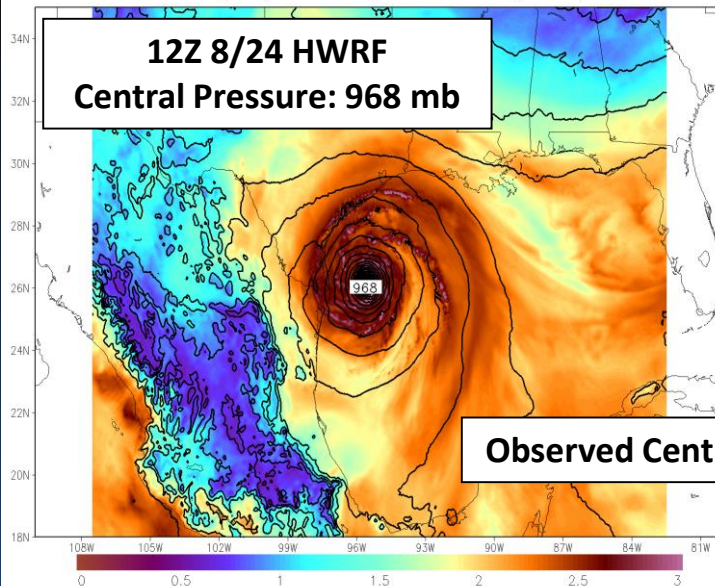 34N
32M
30N
28N
26N
24N
22N
20N
18N
12Z 8/24 HWRF
Central Pressure: 968 mb
968
Observed Cent
108W 105W 102W 99W 96W 93W 90W 87W 84W 81W
0 0.5 1 1.5 2 2.5 3